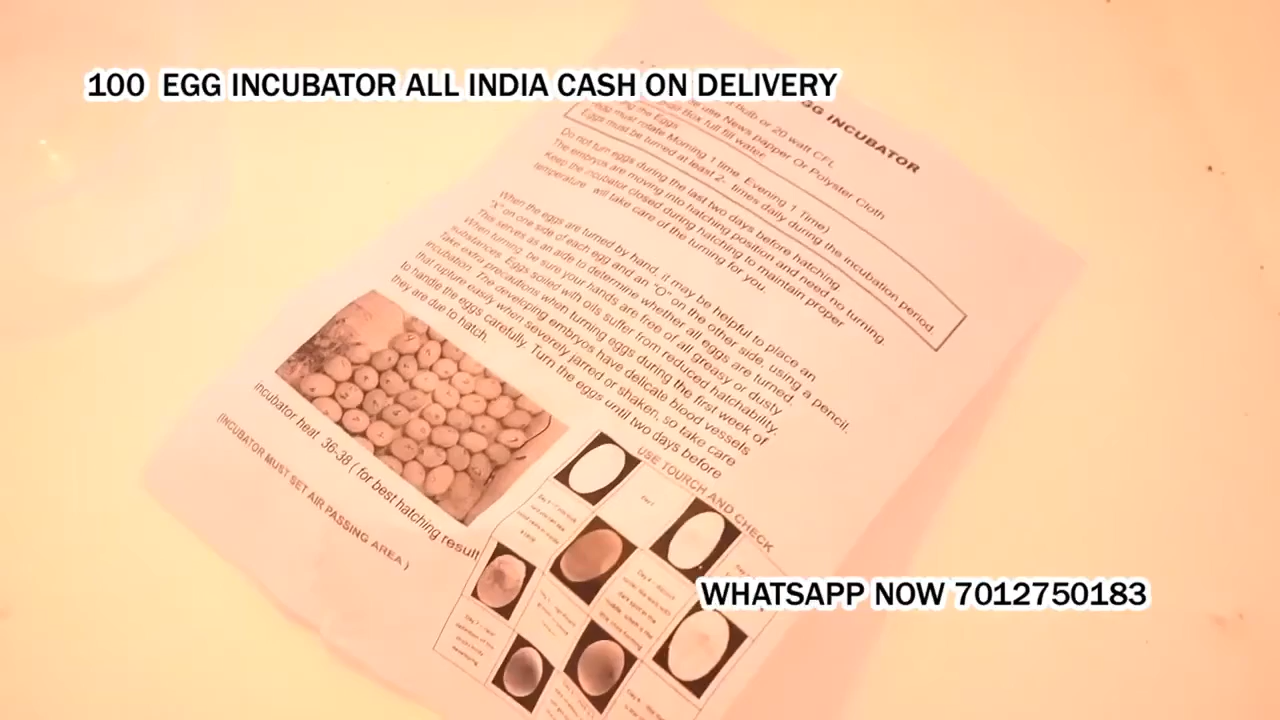 100 EGG INCUBATOR ALL INDIA CASH ON DELIVERY
EGG INCUBATOR
bulb or 20 watt CFL
use News papper Or Polyster Cloth
Box full fill water
the Eggs
must rotate Morning 1 time. Evening 1 Time)
Eggs must be turned at least 2- times daily during the incubation period.
Do not turn eggs during the last two days before hatching
The embryos are moving into hatching position and need no turning.
Keep the incubator closed during hatching to maintain proper
temperature will take care of the turning for you.
When the eggs are turned by hand, it may be helpful to place an
"X" on one side of each egg and an "O" on the other side, using a pencil.
This serves as an aide to determine whether all eggs are turned.
When turning, be sure your hands are free of all greasy or dusty
substances. Eggs soiled with oils suffer from reduced hatchability.
Take extra precautions when turning eggs during the first week of
incubation. The developing embryos have delicate blood vessels
that rupture easily when severely jarred or shaken, so take care
to handle the eggs carefully. Turn the eggs until two days before
they are due to hatch.
USE TOURCH AND CHECK
incubator heat 36-38 ( for best hatching result
(INCUBATOR MUST SET AIR PASSING AREA )
WHATSAPP NOW 7012750183